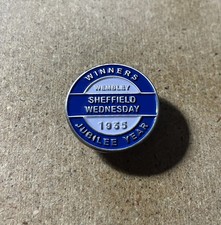 WINNERS
WEMBLEY
SHEFFIELD
WEDNESDAY
1935
JUBILEE YEAR